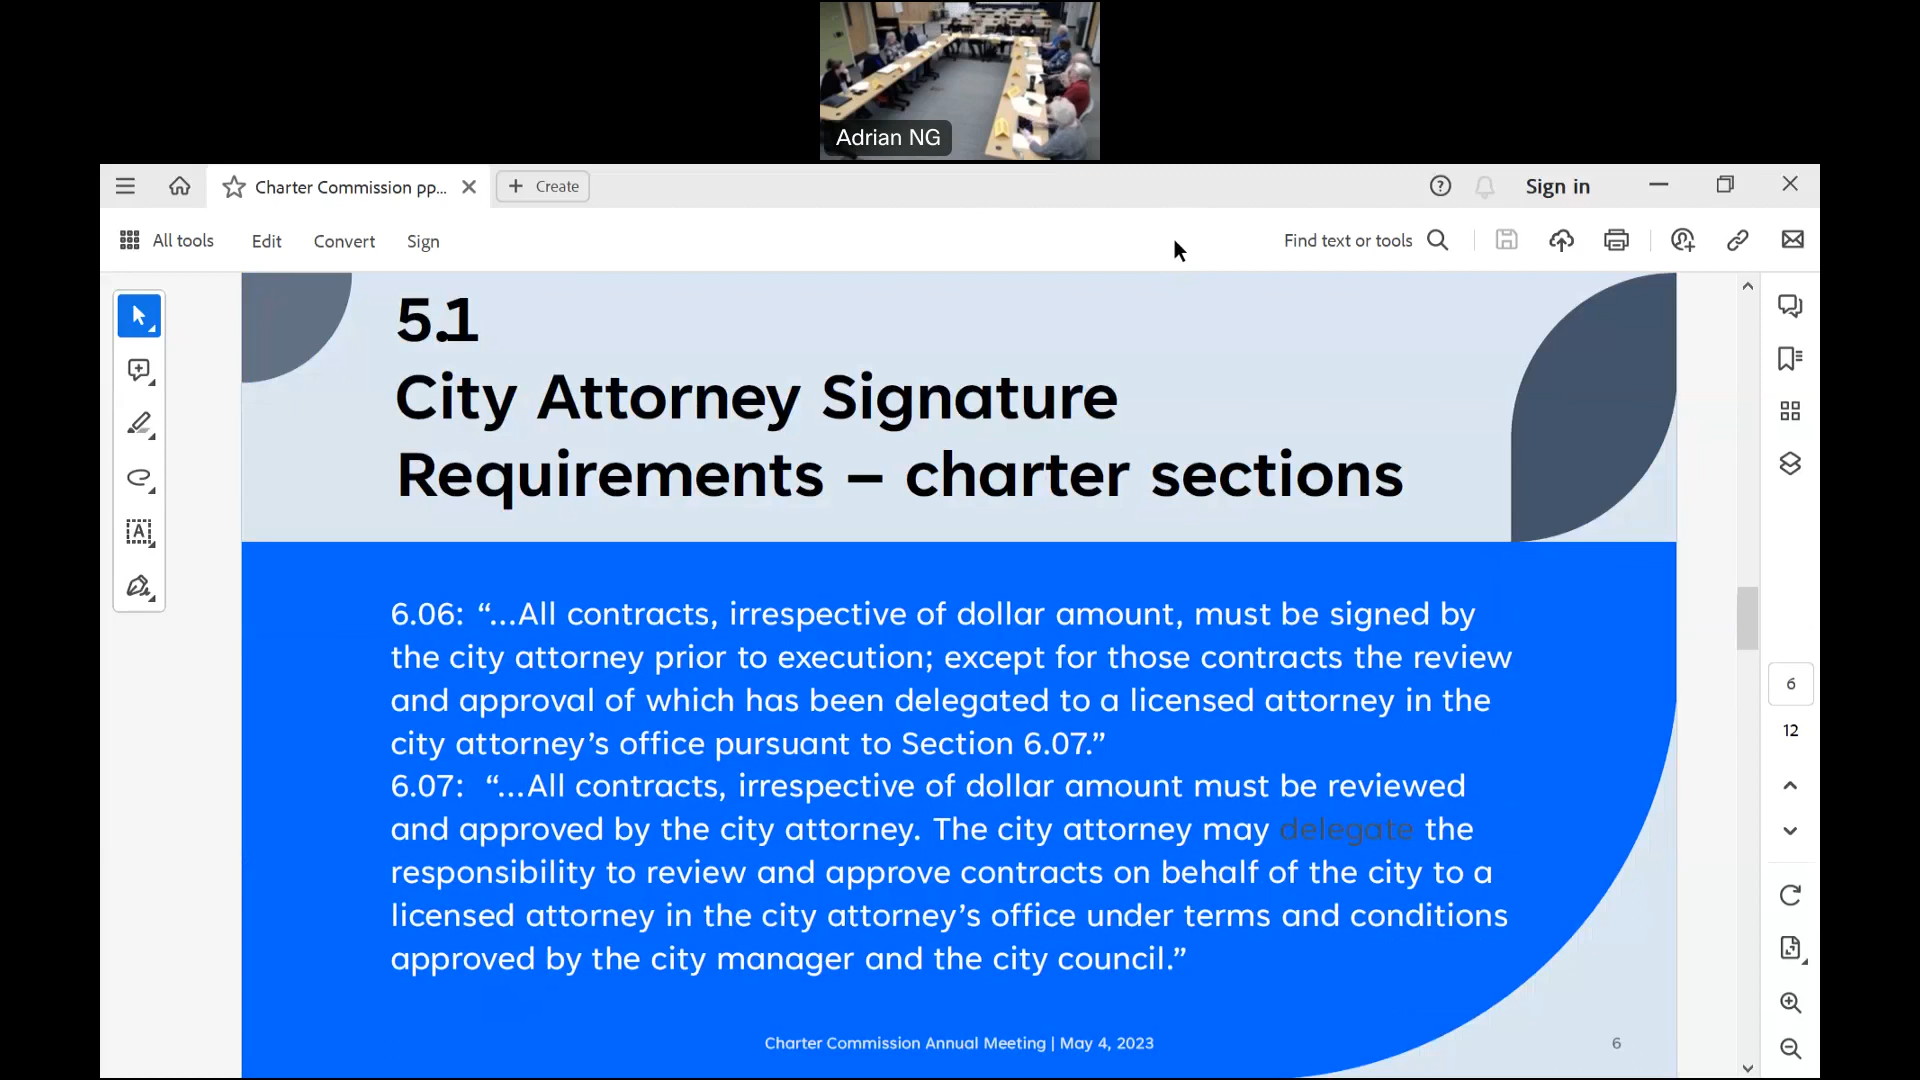 Adrian NG
Charter Commission pp...
Create
Sign in
All tools
Edit
Convert
Sign
Find text or tools
5.1
City Attorney Signature
Requirements – charter sections
6.06: “...All contracts, irrespective of dollar amount, must be signed by
the city attorney prior to execution; except for those contracts the review
and approval of which has been delegated to a licensed attorney in the
city attorney’s office pursuant to Section 6.07.”
6.07: “...All contracts, irrespective of dollar amount must be reviewed
and approved by the city attorney. The city attorney may delegate the
responsibility to review and approve contracts on behalf of the city to a
licensed attorney in the city attorney’s office under terms and conditions
approved by the city manager and the city council.”
Charter Commission Annual Meeting | May 4, 2023
6
6
12